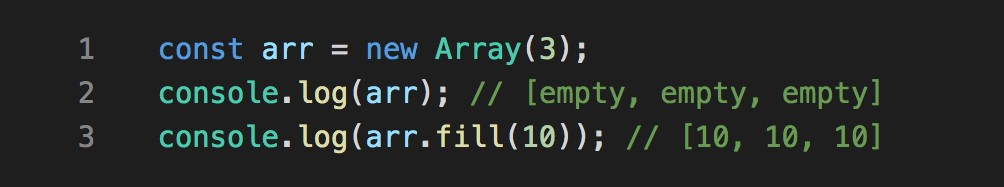 1 const arr = new Array(3);
2 console.log(arr); // [empty, empty, empty]
3 console.log(arr.fill(10)); // [10, 10, 10]